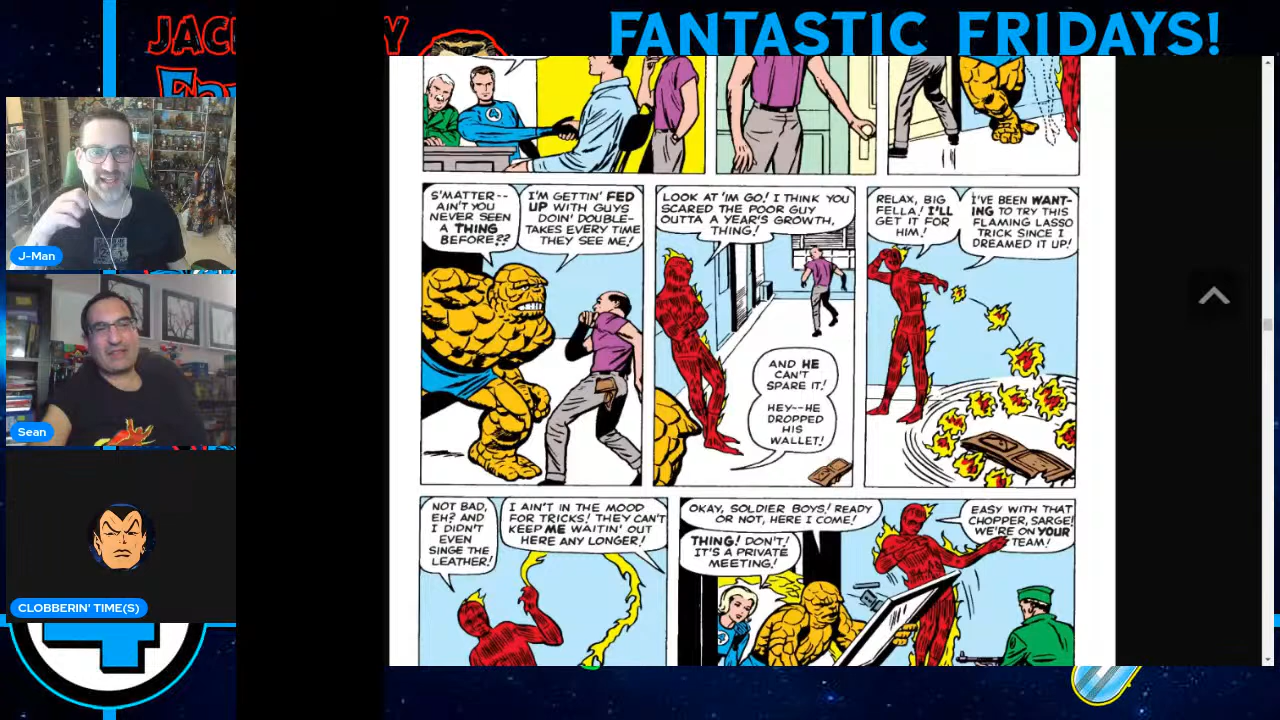 JAC
Y
FANTASTIC FRIDAYS!
J-Man
Sean
CLOBBERIN' TIME(S)
S'MATTER--
AIN'T YOU
NEVER SEEN
A THING
BEFORE??
I'M GETTIN' FED
UP WITH GUYS
DOIN' DOUBLE-
TAKES EVERY TIME
THEY SEE ME!
LOOK AT 'IM GO! I THINK YOU
SCARED THE POOR GUY
OUTTA A YEAR'S GROWTH,
THING!
AND HE
CAN'T
SPARE IT!
HEY--HE
DROPPED
HIS
WALLET!
RELAX, BIG
FELLA! I'LL
GET IT FOR
HIM!
I'VE BEEN WANT-
ING TO TRY THIS
FLAMING LASSO
TRICK SINCE I
DREAMED IT UP!
NOT BAD,
EH? AND
I DIDN'T
EVEN
SINGE THE
LEATHER!
I AIN'T IN THE MOOD
FOR TRICKS! THEY CAN'T
KEEP ME WAITIN' OUT
HERE ANY LONGER!
OKAY, SOLDIER BOYS! READY
OR NOT, HERE I COME!
THING! DON'T!
IT'S A PRIVATE
MEETING!
EASY WITH THAT
CHOPPER, SARGE!
WE'RE ON YOUR
TEAM!